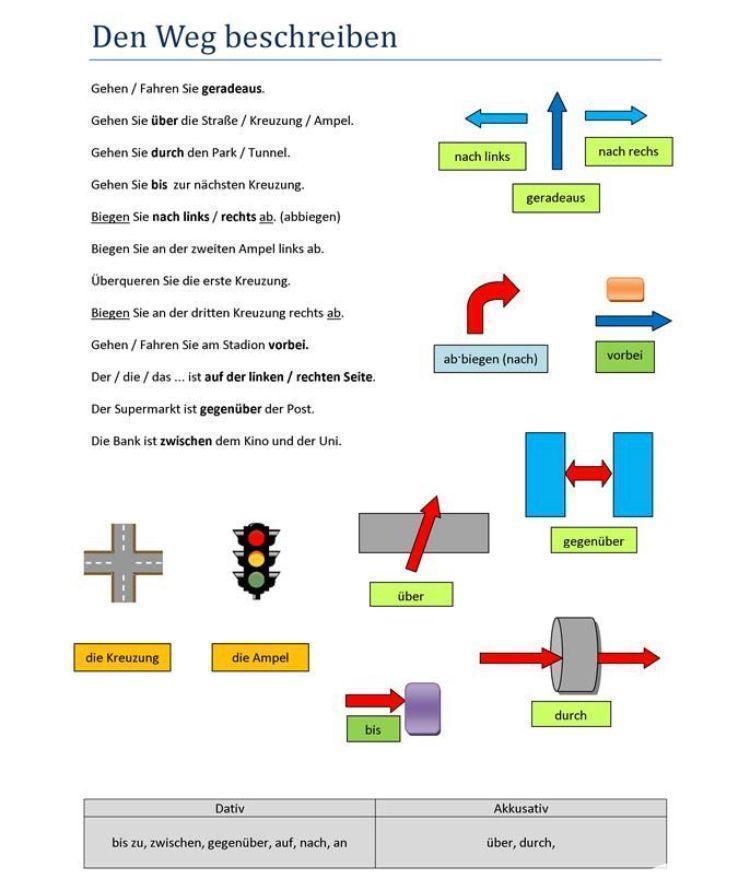 Den Weg beschreiben
Gehen / Fahren Sie geradeaus.
Gehen Sie über die Straße / Kreuzung / Ampel.
Gehen Sie durch den Park / Tunnel.
Gehen Sie bis zur nächsten Kreuzung.
Biegen Sie nach links / rechts ab. (abbiegen)
Biegen Sie an der zweiten Ampel links ab.
Überqueren Sie die erste Kreuzung.
Biegen Sie an der dritten Kreuzung rechts ab.
Gehen / Fahren Sie am Stadion vorbei.
Der / die / das ... ist auf der linken / rechten Seite.
Der Supermarkt ist gegenüber der Post.
Die Bank ist zwischen dem Kino und der Uni.
nach links
nach rechs
geradeaus
ab·biegen (nach)
vorbei
gegenüber
über
die Kreuzung
die Ampel
durch
bis
Dativ
Akkusativ
bis zu, zwischen, gegenüber, auf, nach, an
über, durch,